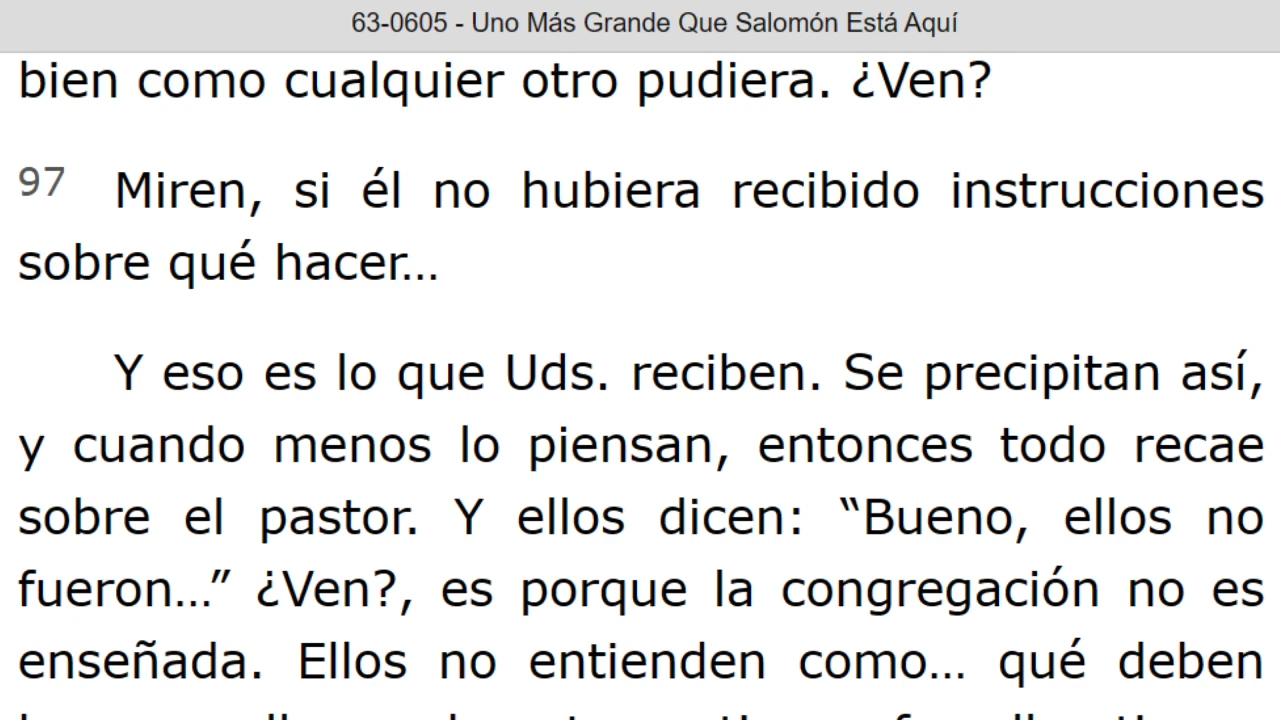 63-0605 - Uno Más Grande Que Salomón Está Aquí
bien como cualquier otro pudiera. ¿Ven?
97 Miren, si él no hubiera recibido instrucciones
sobre qué hacer…
Y eso es lo que Uds. reciben. Se precipitan así,
y cuando menos lo piensan, entonces todo recae
sobre el pastor. Y ellos dicen: “Bueno, ellos no
fueron…” ¿Ven?, es porque la congregación no es
enseñada. Ellos no entienden como… qué deben